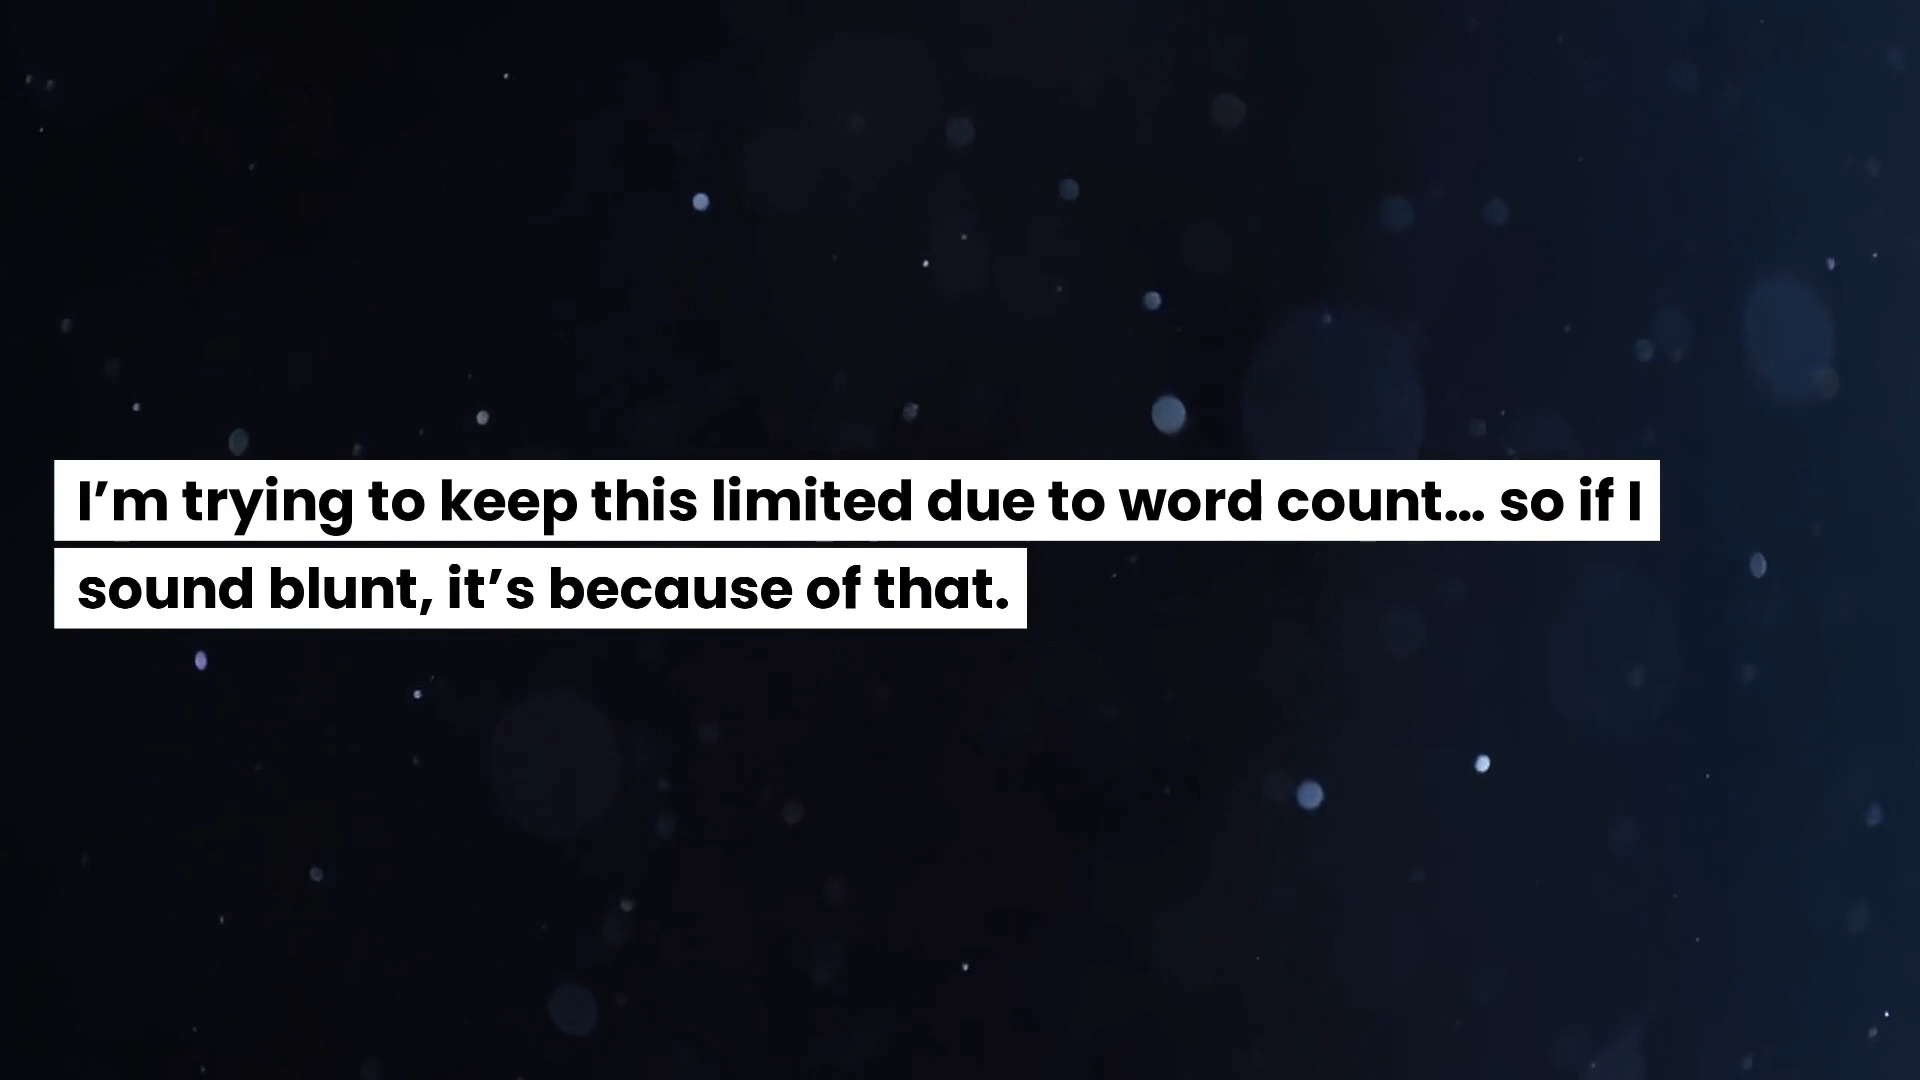 I’m trying to keep this limited due to word count... so if I
sound blunt, it’s because of that.